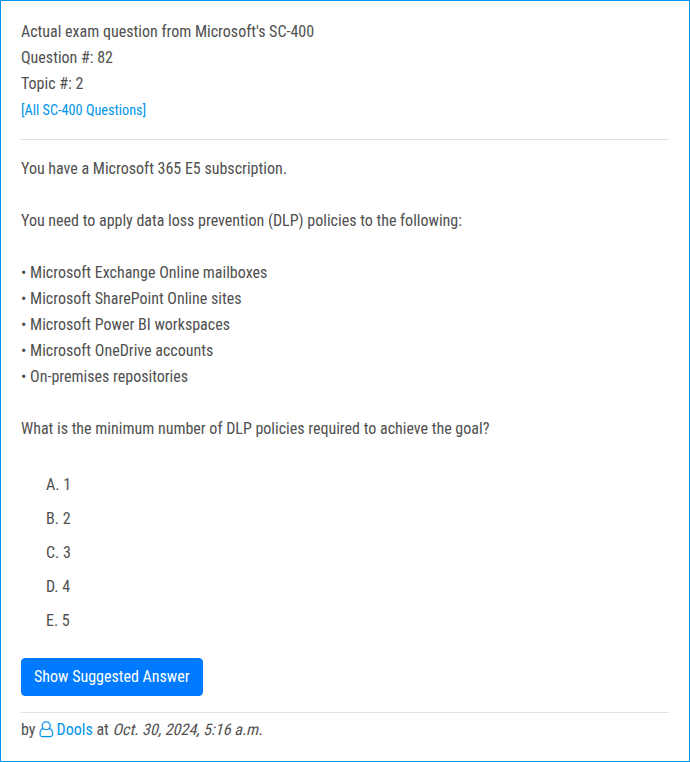 Actual exam question from Microsoft's SC-400
Question #: 82
Topic #: 2
[All SC-400 Questions]
You have a Microsoft 365 E5 subscription.
You need to apply data loss prevention (DLP) policies to the following:
• Microsoft Exchange Online mailboxes
• Microsoft SharePoint Online sites
• Microsoft Power BI workspaces
• Microsoft OneDrive accounts
• On-premises repositories
What is the minimum number of DLP policies required to achieve the goal?
A. 1
B. 2
C. 3
D. 4
E. 5
Show Suggested Answer
by Dools at Oct. 30, 2024, 5:16 a.m.